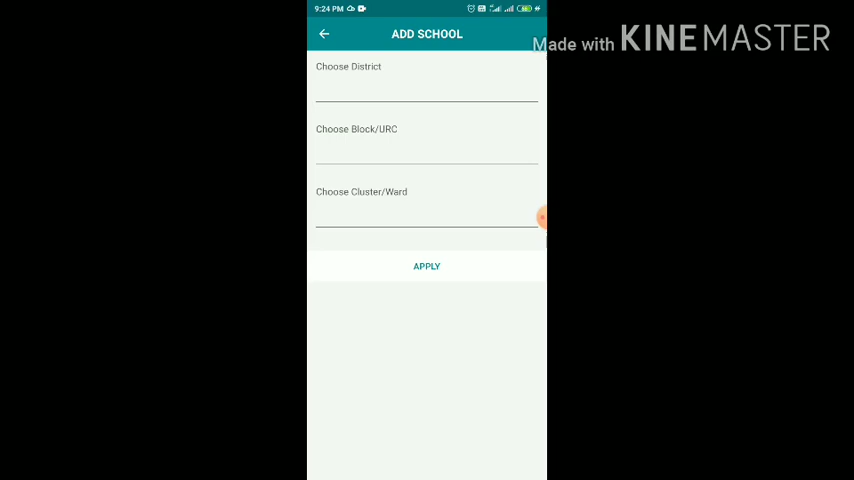 9:24 PM
ADD SCHOOL
Made with KINEMASTER
Choose District
Choose Block/URC
Choose Cluster/Ward
APPLY